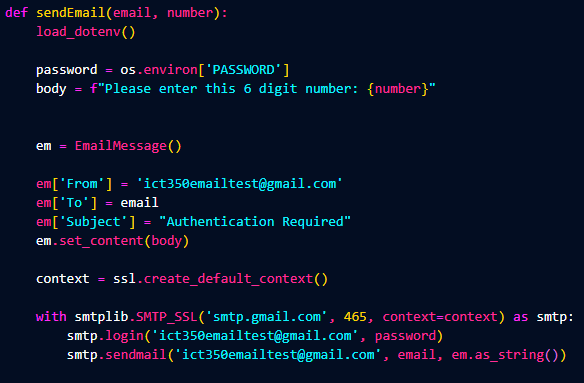 def sendEmail(email, number):
    load_dotenv()
    password = os.environ['PASSWORD']
    body = f"Please enter this 6 digit number: {number}"
    em = EmailMessage()
    em['From'] = 'ict350emailtest@gmail.com'
    em['To'] = email
    em['Subject'] = "Authentication Required"
    em.set_content(body)
    context = ssl.create_default_context()
    with smtplib.SMTP_SSL('smtp.gmail.com', 465, context=context) as smtp:
        smtp.login('ict350emailtest@gmail.com', password)
        smtp.sendmail('ict350emailtest@gmail.com', email, em.as_string())